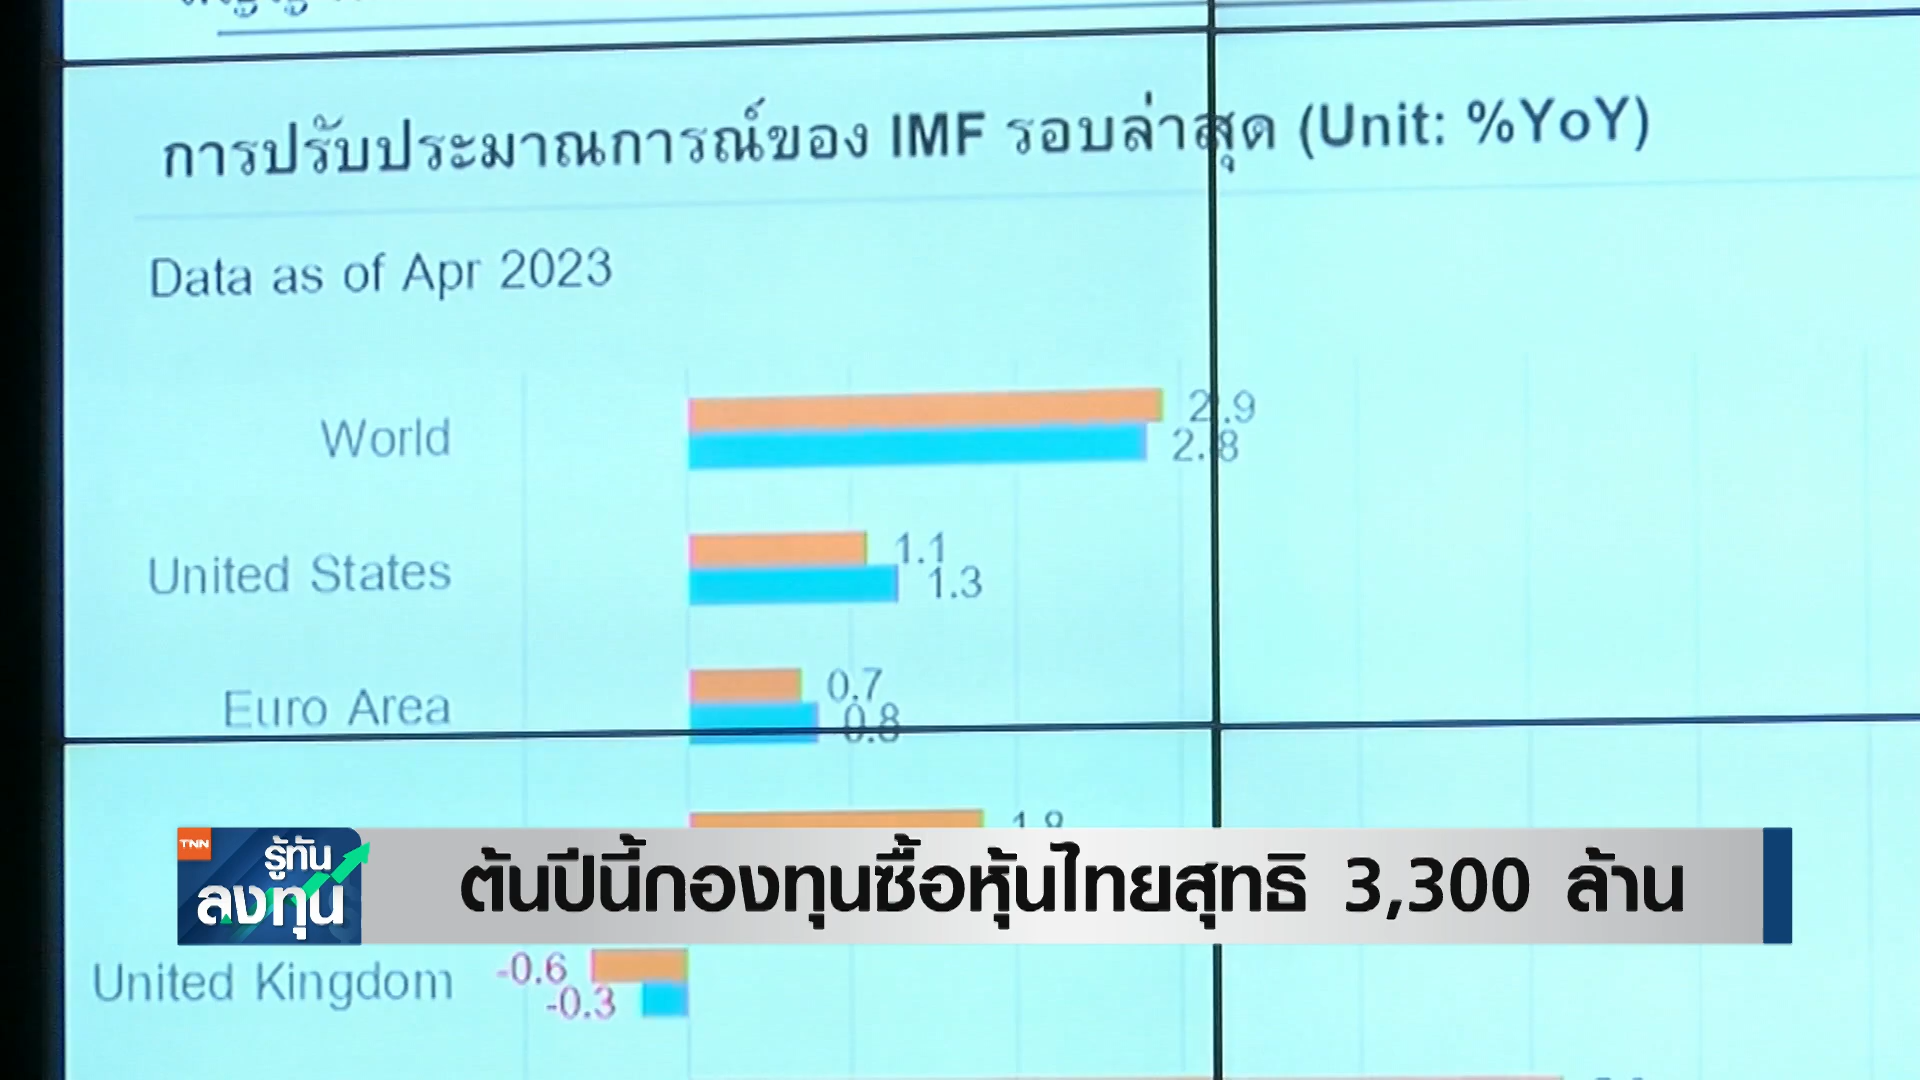 การปรับประมาณการณ์ของ IMF รอบล่าสุด (Unit: %YoY)
Data as of Apr 2023
World 2.9
2.8
United States 1.1
1.3
Euro Area 0.7
0.8
TNN รู้ทัน
ลงทุน
ต้นปีนี้กองทุนซื้อหุ้นไทยสุทธิ 3,300 ล้าน
United Kingdom -0.6
-0.3